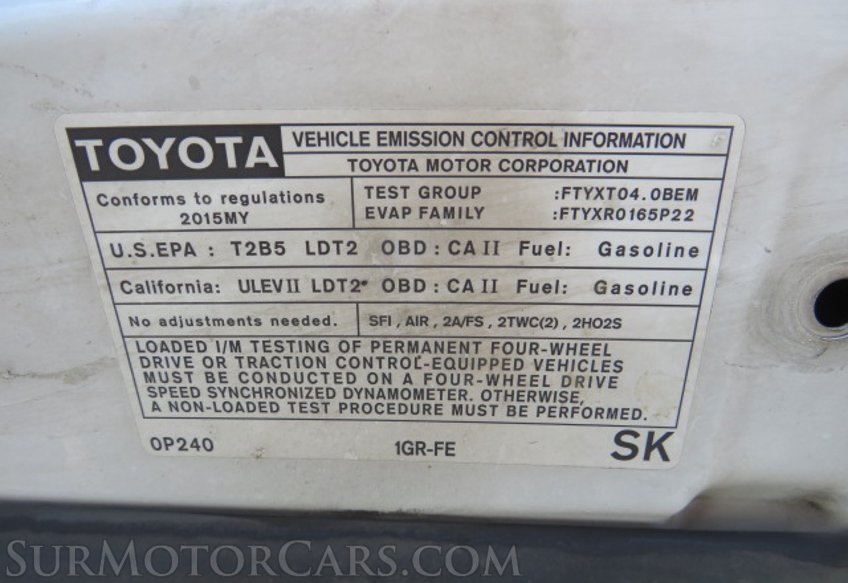 TOYOTA
VEHICLE EMISSION CONTROL INFORMATION
TOYOTA MOTOR CORPORATION
Conforms to regulations
2015MY
TEST GROUP :FTYXT04.0BEM
EVAP FAMILY :FTYXR0165P22
U.S.EPA : T2B5 LDT2 OBD : CA II Fuel: Gasoline
California: ULEVII LDT2 OBD : CA II Fuel: Gasoline
No adjustments needed.
SFI , AIR , 2A/FS , 2TWC(2) , 2HO2S
LOADED I/M TESTING OF PERMANENT FOUR-WHEEL
DRIVE OR TRACTION CONTROL-EQUIPPED VEHICLES
MUST BE CONDUCTED ON A FOUR-WHEEL DRIVE
SPEED SYNCHRONIZED DYNAMOMETER. OTHERWISE,
A NON-LOADED TEST PROCEDURE MUST BE PERFORMED.
0P240 1GR-FE SK
SURMOTORCARS.COM